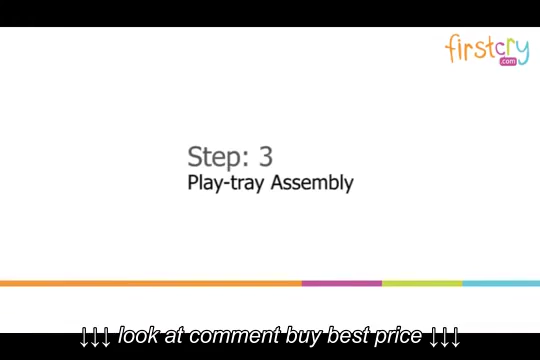 firstcry
.com
Step: 3
Play-tray Assembly
↓↓↓ look at comment buy best price ↓↓↓